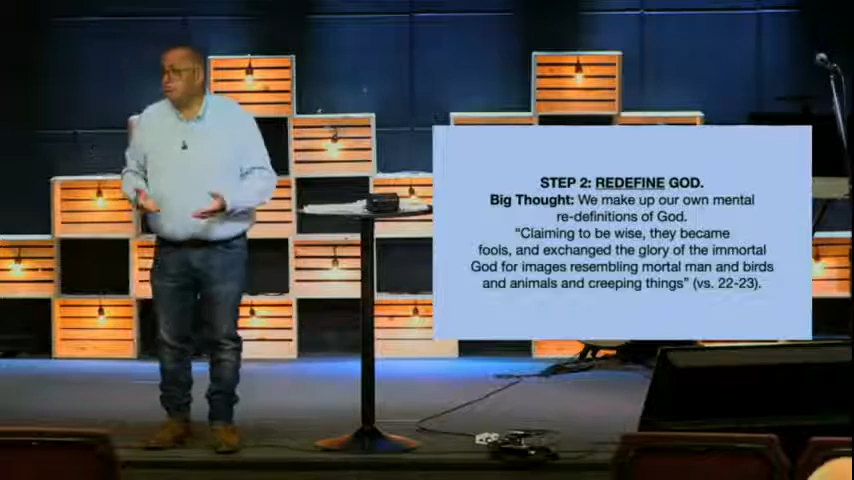 STEP 2: REDEFINE GOD.
Big Thought: We make up our own mental
re-definitions of God.
“Claiming to be wise, they became
fools, and exchanged the glory of the immortal
God for images resembling mortal man and birds
and animals and creeping things” (vs. 22-23).